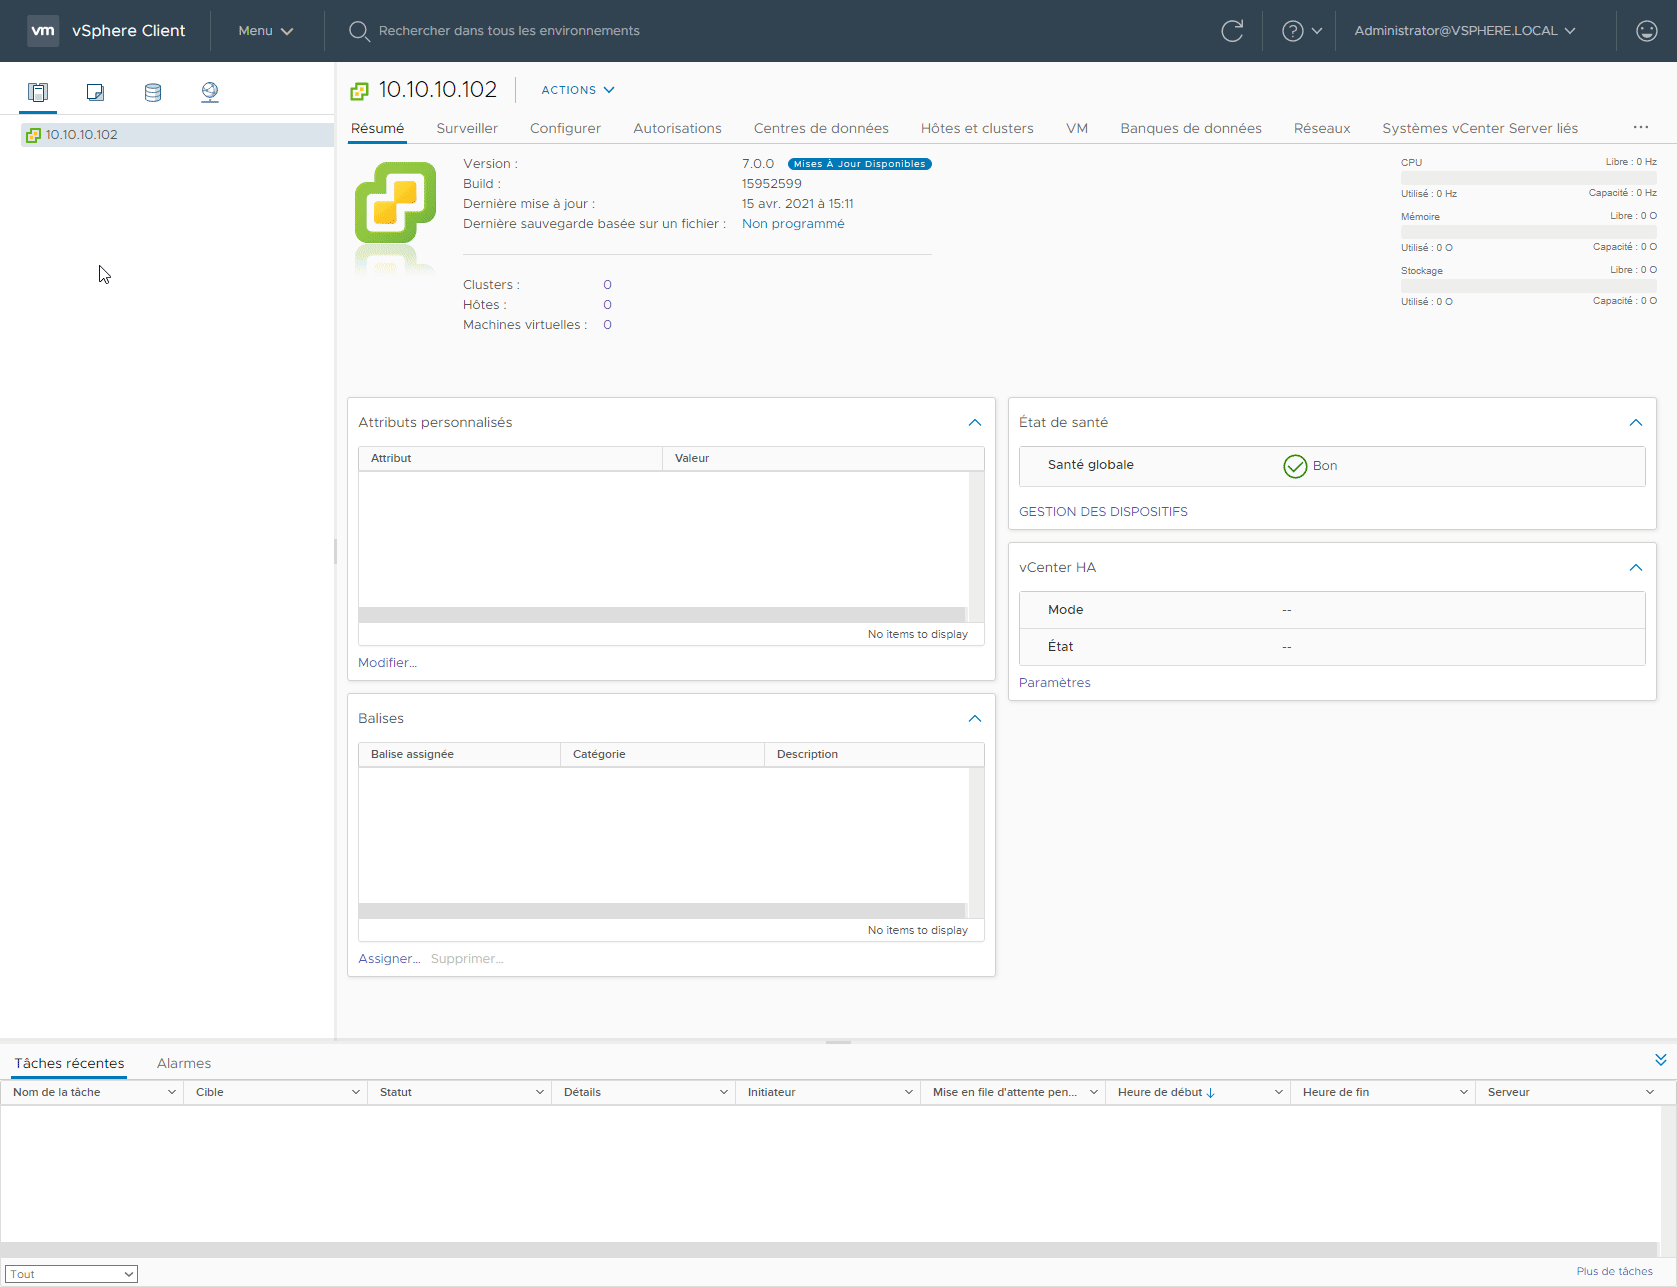 vm vSphere Client Menu Rechercher dans tous les environnements ? Administrator@VSPHERE.LOCAL
10.10.10.102
10.10.10.102 ACTIONS
Résumé Surveiller Configurer Autorisations Centres de données Hôtes et clusters VM Banques de données Réseaux Systèmes vCenter Server liés ...
Version : 7.0.0 Mises À Jour Disponibles
Build : 15952599
Dernière mise à jour : 15 avr. 2021 à 15:11
Dernière sauvegarde basée sur un fichier : Non programmé
Clusters : 0
Hôtes : 0
Machines virtuelles : 0
CPU Libre : 0 Hz
Utilisé : 0 Hz Capacité : 0 Hz
Mémoire Libre : 0 O
Utilisé : 0 O Capacité : 0 O
Stockage Libre : 0 O
Utilisé : 0 O Capacité : 0 O
Attributs personnalisés
Attribut Valeur
No items to display
Modifier...
Balises
Balise assignée Catégorie Description
No items to display
Assigner... Supprimer...
État de santé
Santé globale Bon
GESTION DES DISPOSITIFS
vCenter HA
Mode --
État --
Paramètres
Tâches récentes Alarmes
Nom de la tâche Cible Statut Détails Initiateur Mise en file d'attente pen... Heure de début Heure de fin Serveur
Tout Plus de tâches